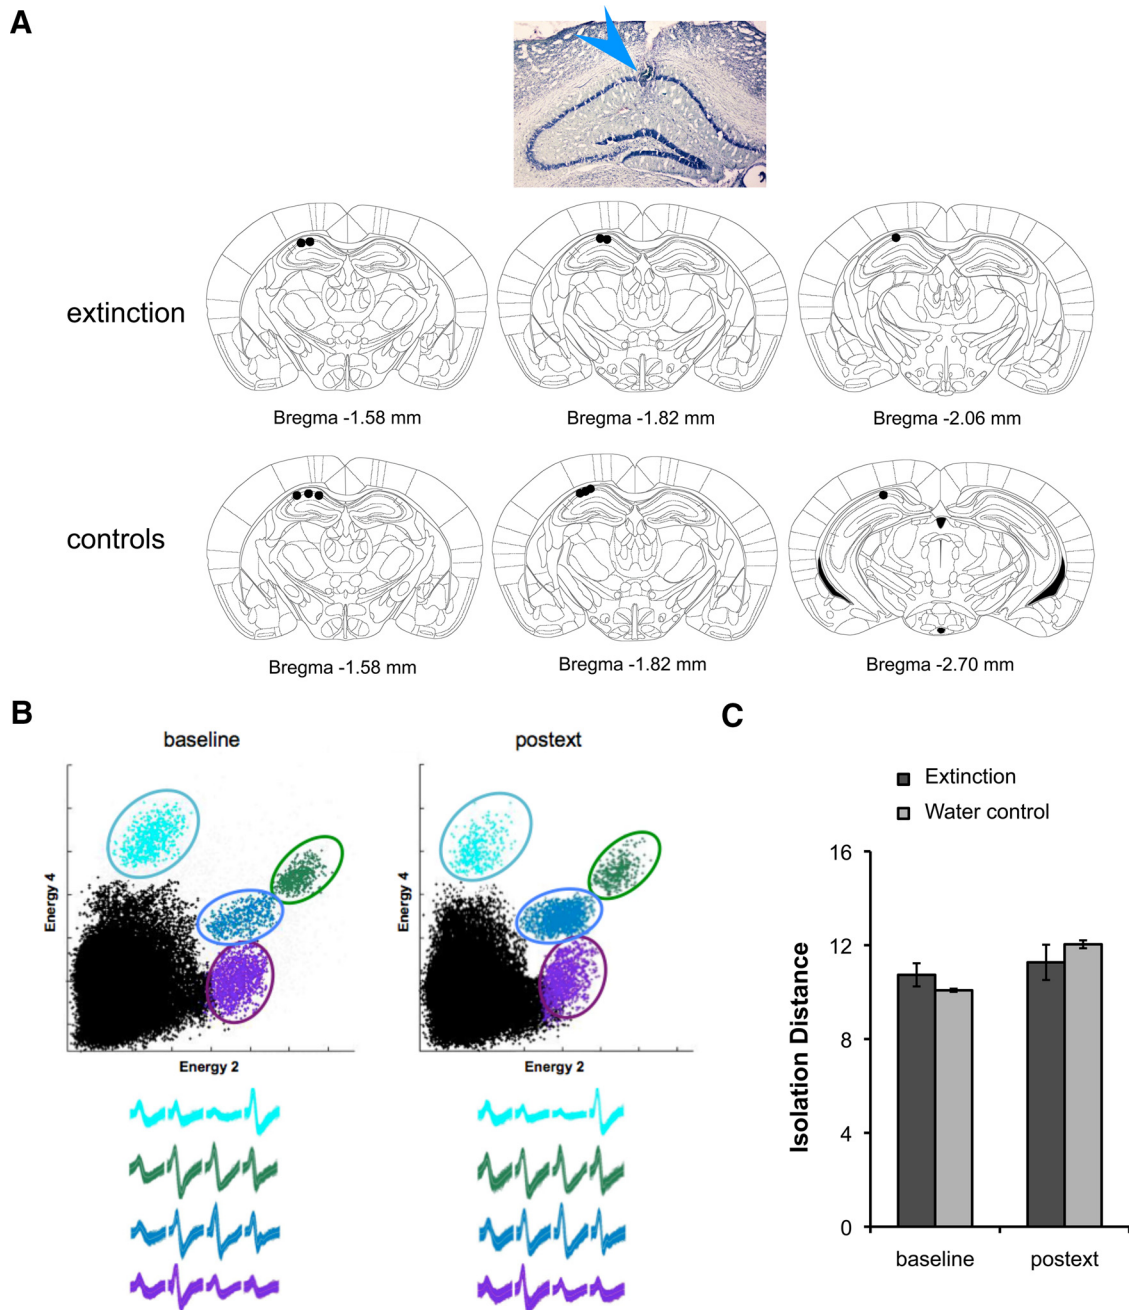 A
extinction
Bregma -1.58 mm
Bregma -1.82 mm
Bregma -2.06 mm
controls
Bregma -1.58 mm
Bregma -1.82 mm
Bregma -2.70 mm
B
baseline
postext
Energy 4
Energy 2
Energy 4
Energy 2
C
Extinction
Water control
Isolation Distance
16
12
8
4
0
baseline
postext